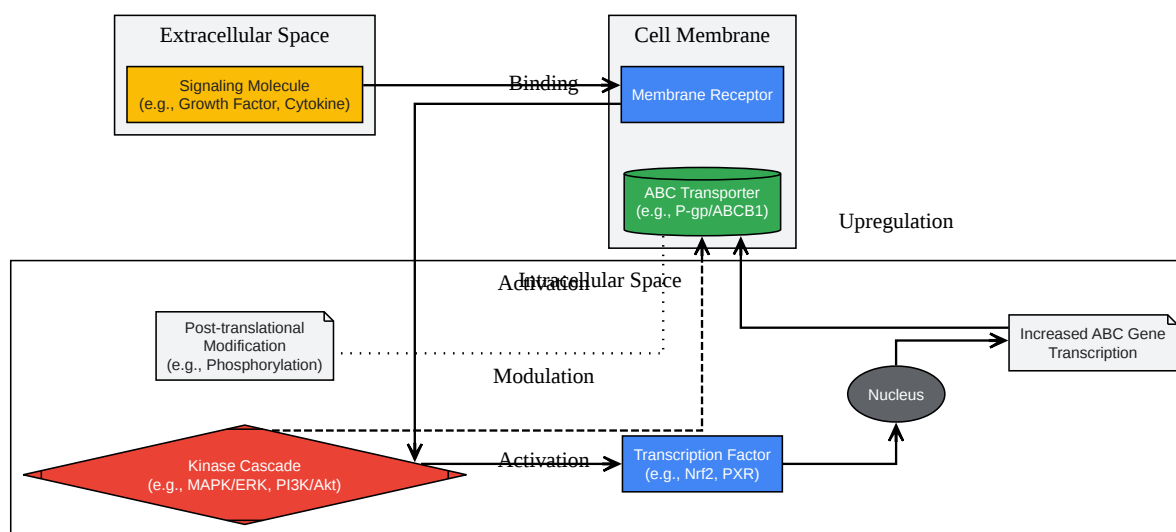 Extracellular Space
Signaling Molecule
(e.g., Growth Factor, Cytokine)
Binding
Cell Membrane
Membrane Receptor
ABC Transporter
(e.g., P-gp/ABCB1)
Upregulation
Intracellular Space
Activation
Post-translational
Modification
(e.g., Phosphorylation)
Modulation
Increased ABC Gene
Transcription
Nucleus
Kinase Cascade
(e.g., MAPK/ERK, PI3K/Akt)
Activation
Transcription Factor
(e.g., Nrf2, PXR)